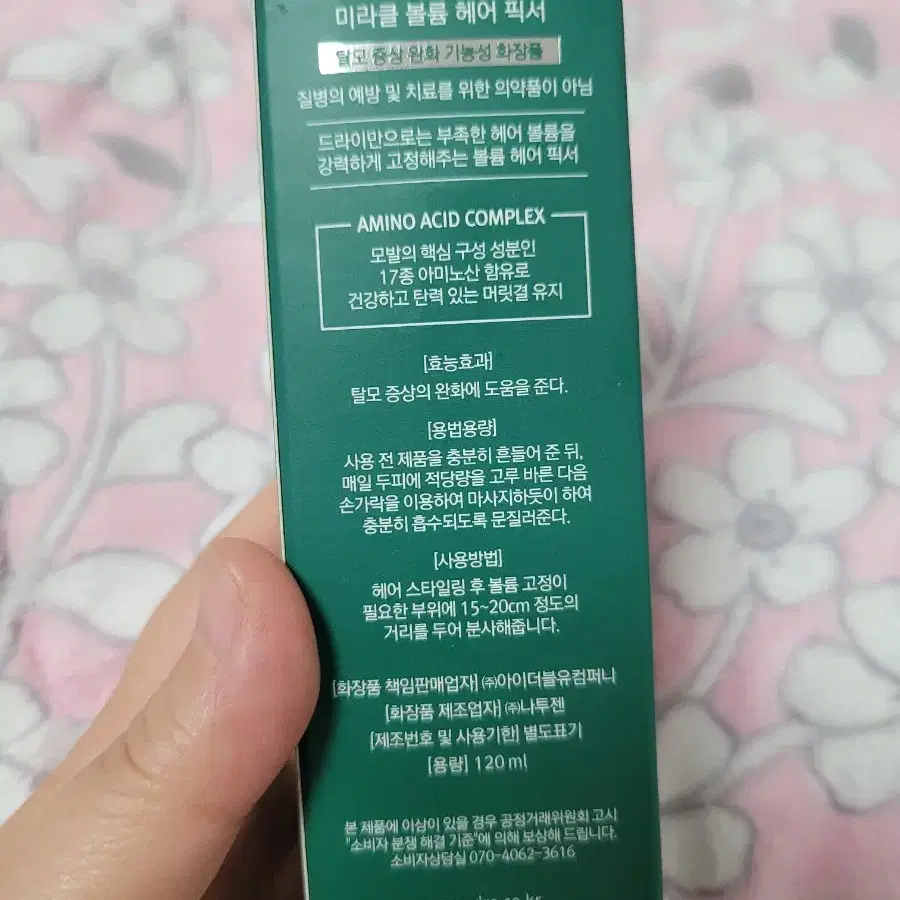 미라클 볼륨 헤어 픽서
탈모 증상 완화 기능성 화장품
질병의 예방 및 치료를 위한 의약품이 아님
드라이만으로는 부족한 헤어 볼륨을
강력하게 고정해주는 볼륨 헤어 픽서
AMINO ACID COMPLEX
모발의 핵심 구성 성분인
17종 아미노산 함유로
건강하고 탄력 있는 머릿결 유지
[효능효과]
탈모 증상의 완화에 도움을 준다.
[용법용량]
사용 전 제품을 충분히 흔들어 준 뒤,
매일 두피에 적당량을 고루 바른 다음
손가락을 이용하여 마사지하듯이 하여
충분히 흡수되도록 문질러준다.
[사용방법]
헤어 스타일링 후 볼륨 고정이
필요한 부위에 15~20cm 정도의
거리를 두어 분사해줍니다.
[화장품 책임판매업자] ㈜아이더블유컴퍼니
[화장품 제조업자] ㈜나투젠
[제조번호 및 사용기한] 별도표기
[용량] 120 ml
본 제품에 이상이 있을 경우 공정거래위원회 고시
"소비자 분쟁 해결 기준"에 의해 보상해 드립니다.
소비자상담실 070-4062-3616